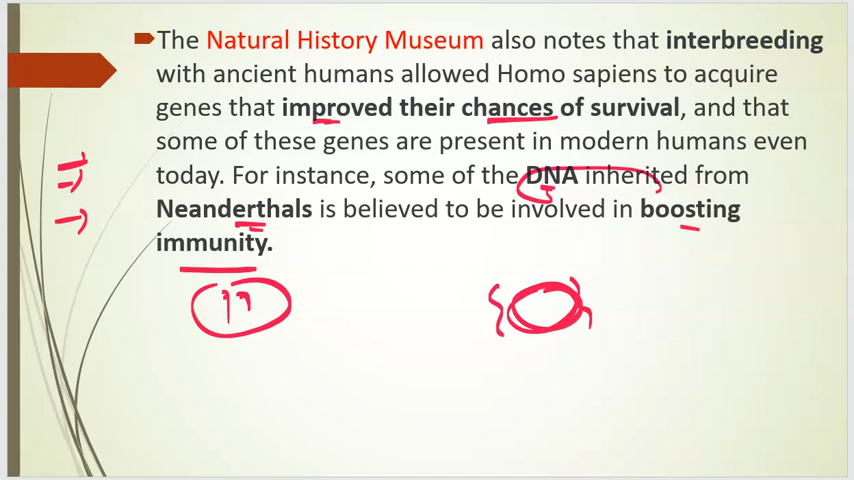 The Natural History Museum also notes that interbreeding
with ancient humans allowed Homo sapiens to acquire
genes that improved their chances of survival, and that
some of these genes are present in modern humans even
today. For instance, some of the DNA inherited from
Neanderthals is believed to be involved in boosting
immunity.